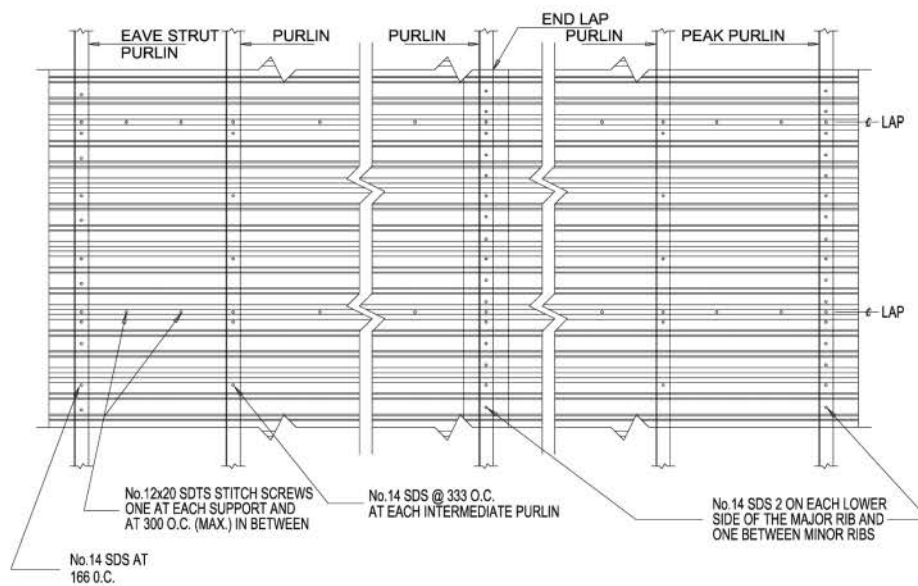 END LAP
EAVE STRUT
PURLIN
PURLIN
PURLIN
PURLIN
PEAK PURLIN
℄ LAP
℄ LAP
No.12x20 SDTS STITCH SCREWS
ONE AT EACH SUPPORT AND
AT 300 O.C. (MAX.) IN BETWEEN
No.14 SDS @ 333 O.C.
AT EACH INTERMEDIATE PURLIN
No.14 SDS 2 ON EACH LOWER
SIDE OF THE MAJOR RIB AND
ONE BETWEEN MINOR RIBS
No.14 SDS AT
166 O.C.